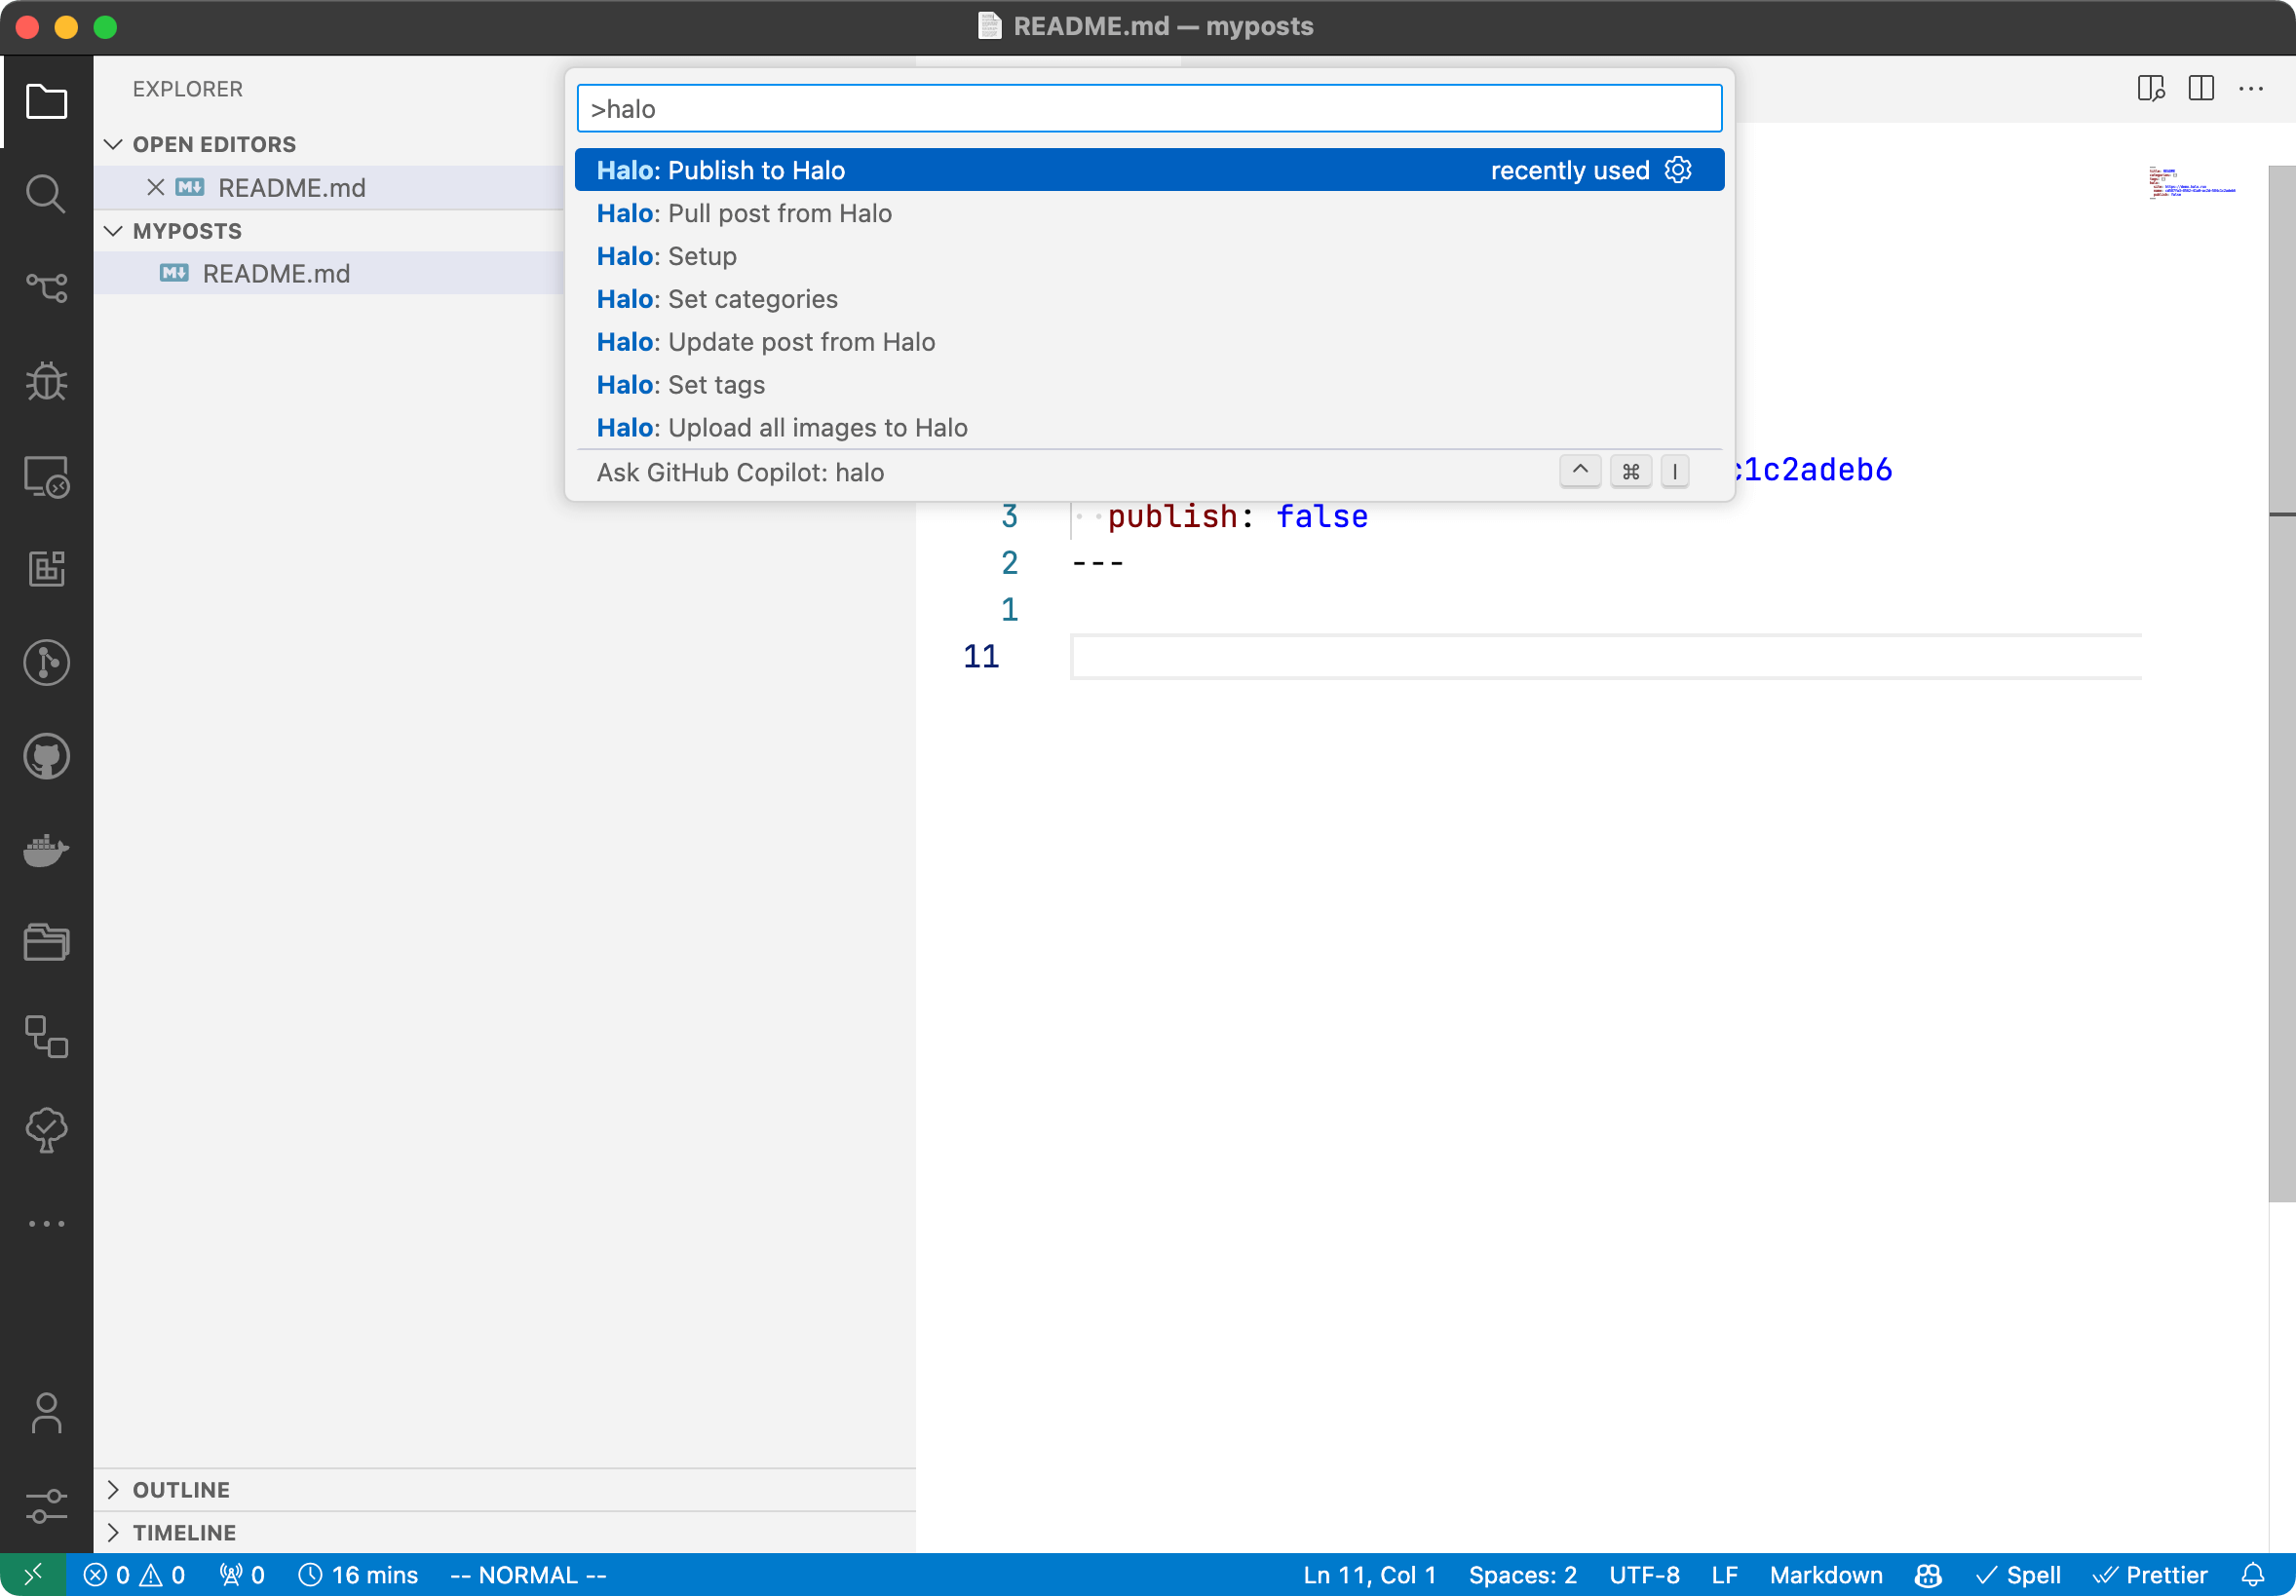 README.md — myposts
EXPLORER
OPEN EDITORS
README.md
MYPOSTS
README.md
>halo
Halo: Publish to Halo recently used
Halo: Pull post from Halo
Halo: Setup
Halo: Set categories
Halo: Update post from Halo
Halo: Set tags
Halo: Upload all images to Halo
Ask GitHub Copilot: halo ^ ⌘ I
c1c2adeb6
3 publish: false
2 ---
1
11
OUTLINE
TIMELINE
0 0 0 16 mins -- NORMAL -- Ln 11, Col 1 Spaces: 2 UTF-8 LF Markdown Spell Prettier